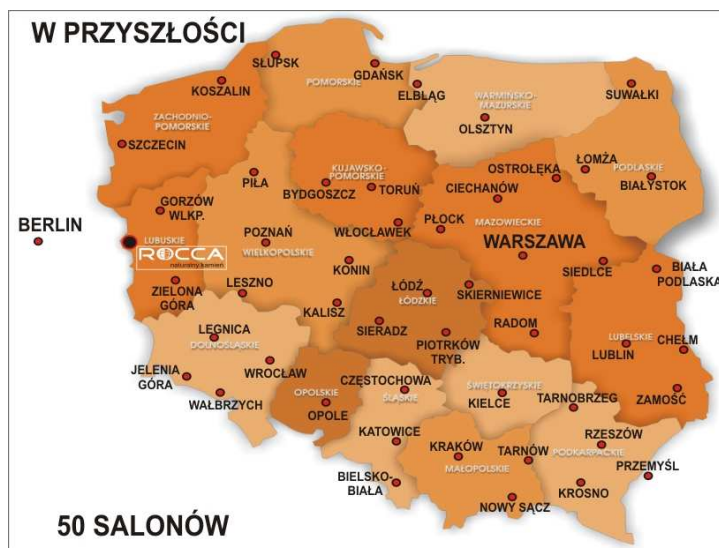 W PRZYSZŁOŚCI
SŁUPSK
POMORSKIE
GDAŃSK
KOSZALIN
ELBLĄG
WARMIŃSKO-
MAZURSKIE
SUWAŁKI
ZACHODNIO-
POMORSKIE
OLSZTYN
SZCZECIN
KUJAWSKO-
POMORSKIE
OSTROŁĘKA
ŁOMŻA
PODLASKIE
PIŁA
BYDGOSZCZ
TORUŃ
CIECHANÓW
BIAŁYSTOK
GORZÓW
WLKP.
BERLIN
WŁOCŁAWEK
PŁOCK
MAZOWIECKIE
LUBUSKIE
ROCCA
naturalny kamień
POZNAŃ
WIELKOPOLSKIE
WARSZAWA
KONIN
SIEDLCE
BIAŁA
PODLASKA
ZIELONA
GÓRA
LESZNO
KALISZ
ŁÓDŹ
ŁÓDZKIE
SKIERNIEWICE
LEGNICA
DOLNOŚLĄSKIE
SIERADZ
PIOTRKÓW
TRYB.
RADOM
LUBELSKIE
LUBLIN
CHEŁM
JELENIA
GÓRA
WROCŁAW
WAŁBRZYCH
OPOLSKIE
OPOLE
CZĘSTOCHOWA
ŚLĄSKIE
ŚWIETOKRZYSKIE
KIELCE
TARNOBRZEG
ZAMOŚĆ
KATOWICE
KRAKÓW
MAŁOPOLSKIE
TARNÓW
RZESZÓW
PODKARPACKIE
PRZEMYŚL
BIELSKO-
BIAŁA
NOWY SĄCZ
KROSNO
50 SALONÓW